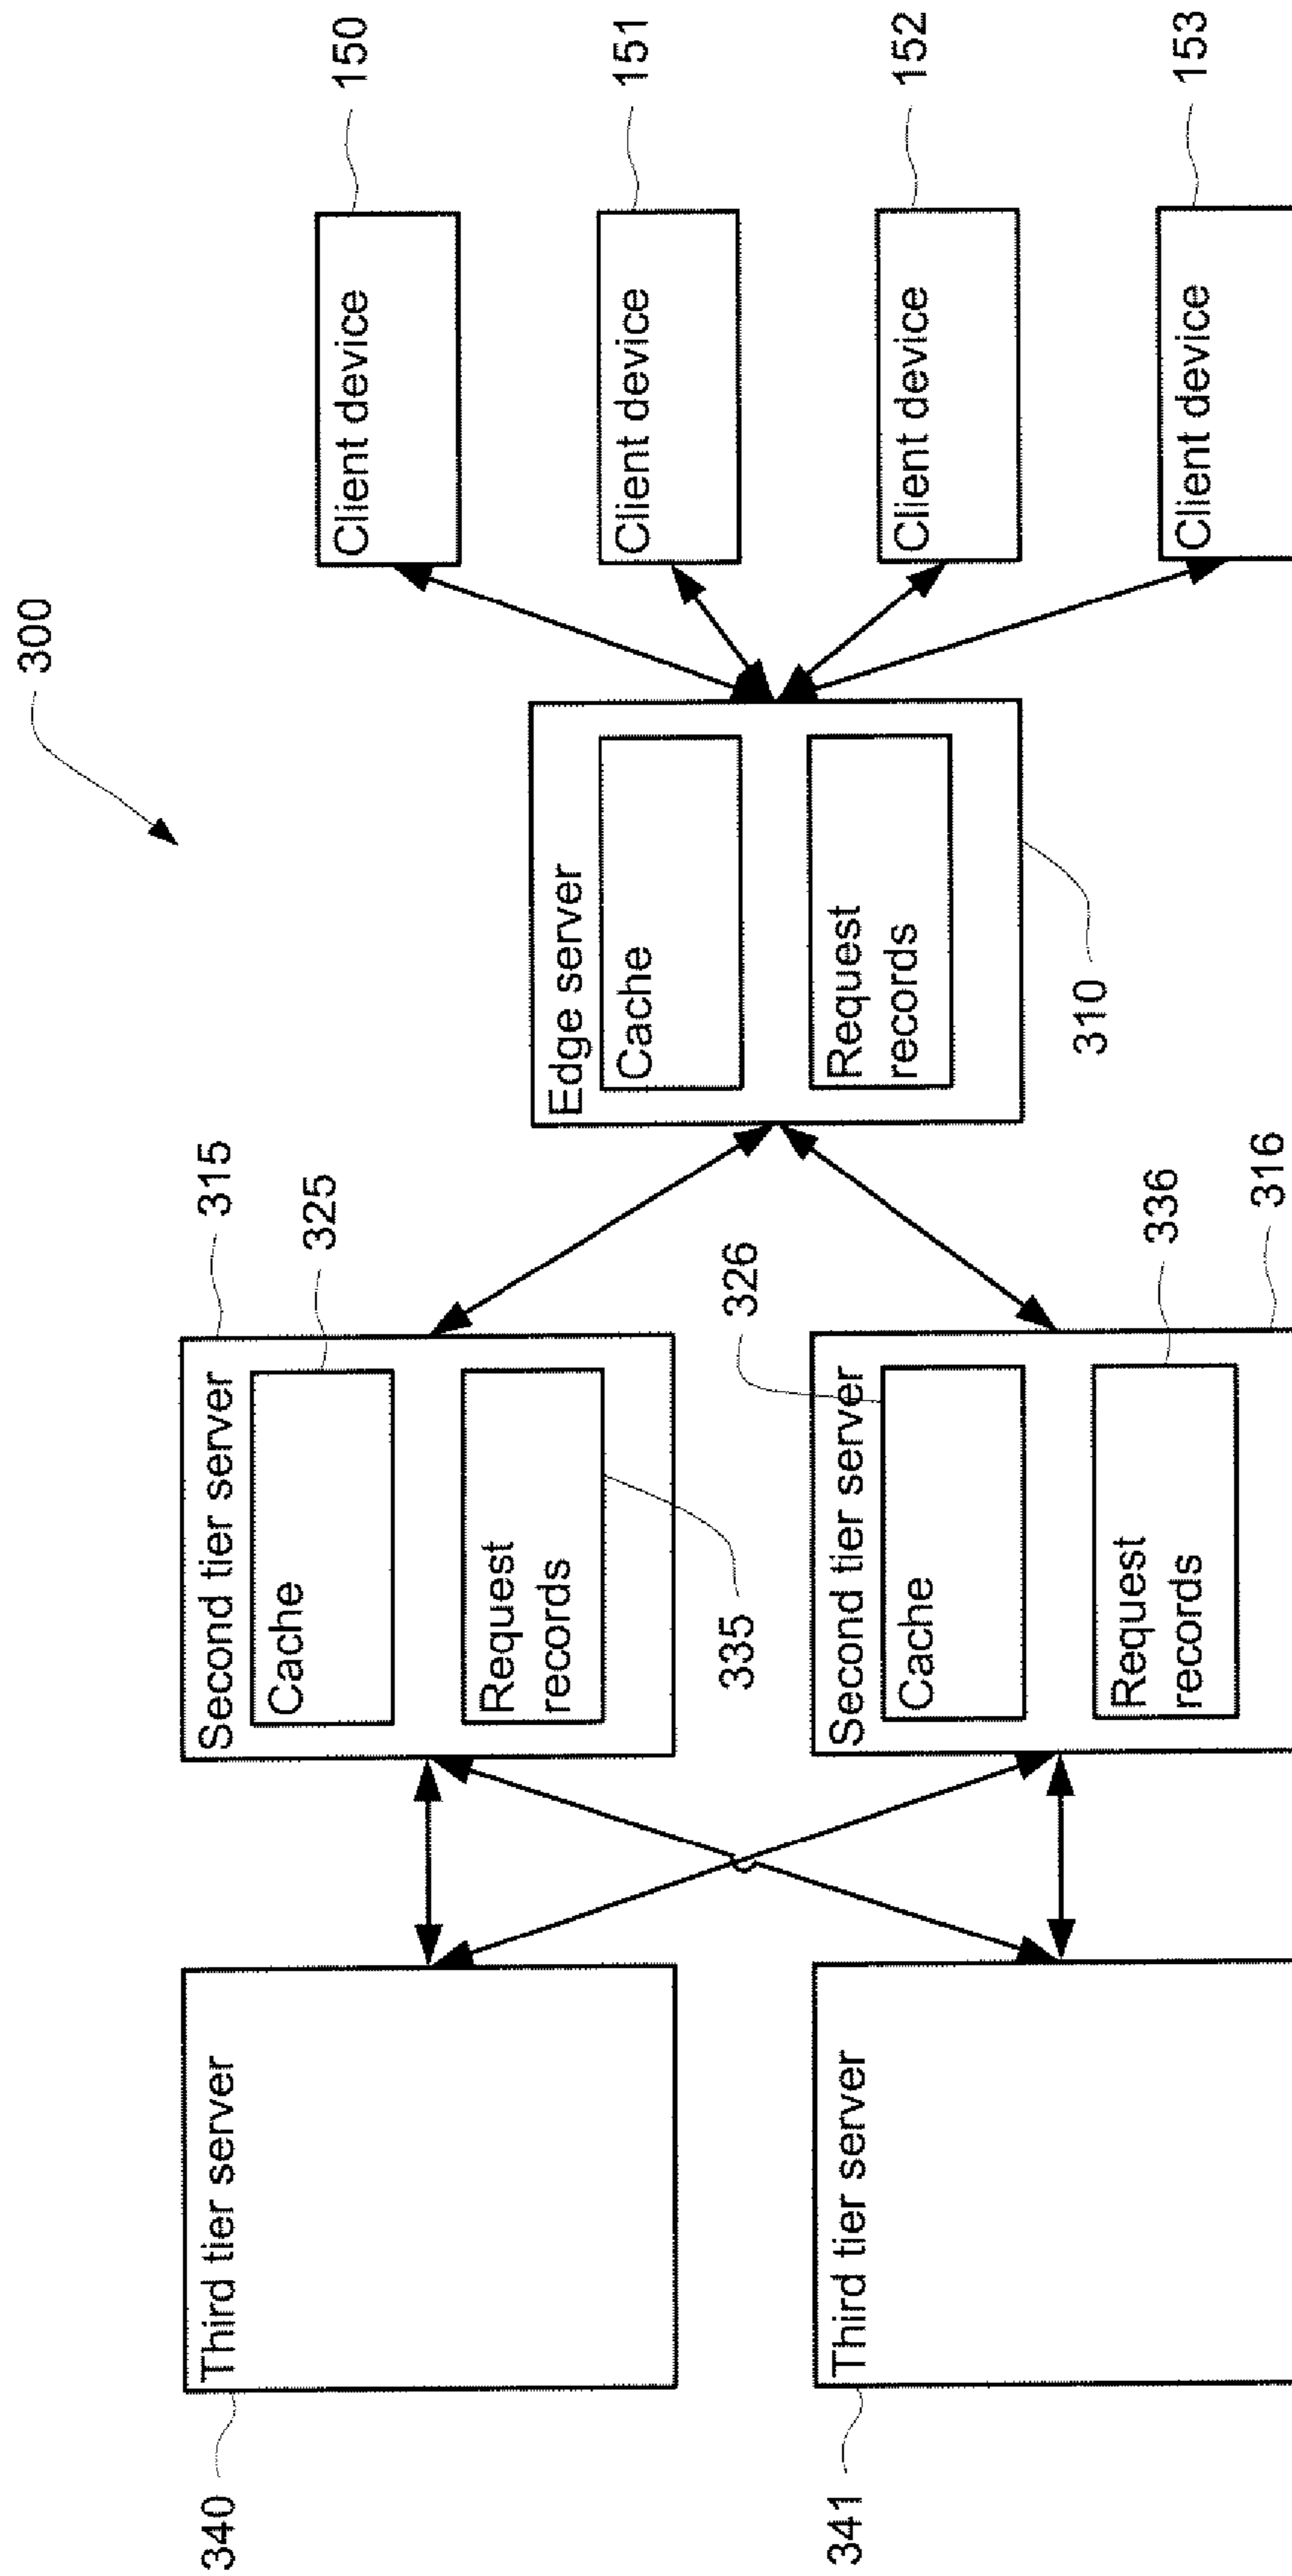 300
340
Third tier server
341
Third tier server
315
Second tier server
325
Cache
Request
records
335
326
Second tier server
Cache
336
Request
records
316
Edge server
Cache
Request
records
310
Client device
150
Client device
151
Client device
152
Client device
153